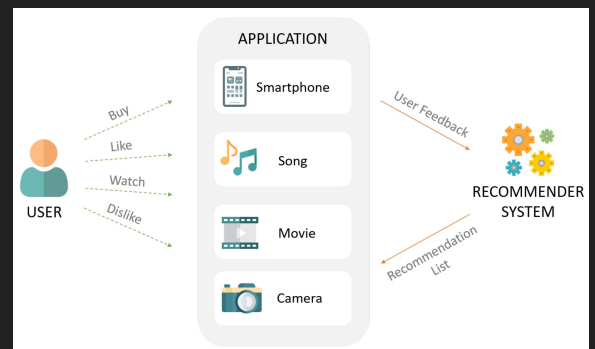 APPLICATION
Smartphone
Buy
User Feedback
Like
Song
Watch
USER
RECOMMENDER
SYSTEM
Dislike
Movie
Recommendation
List
Camera